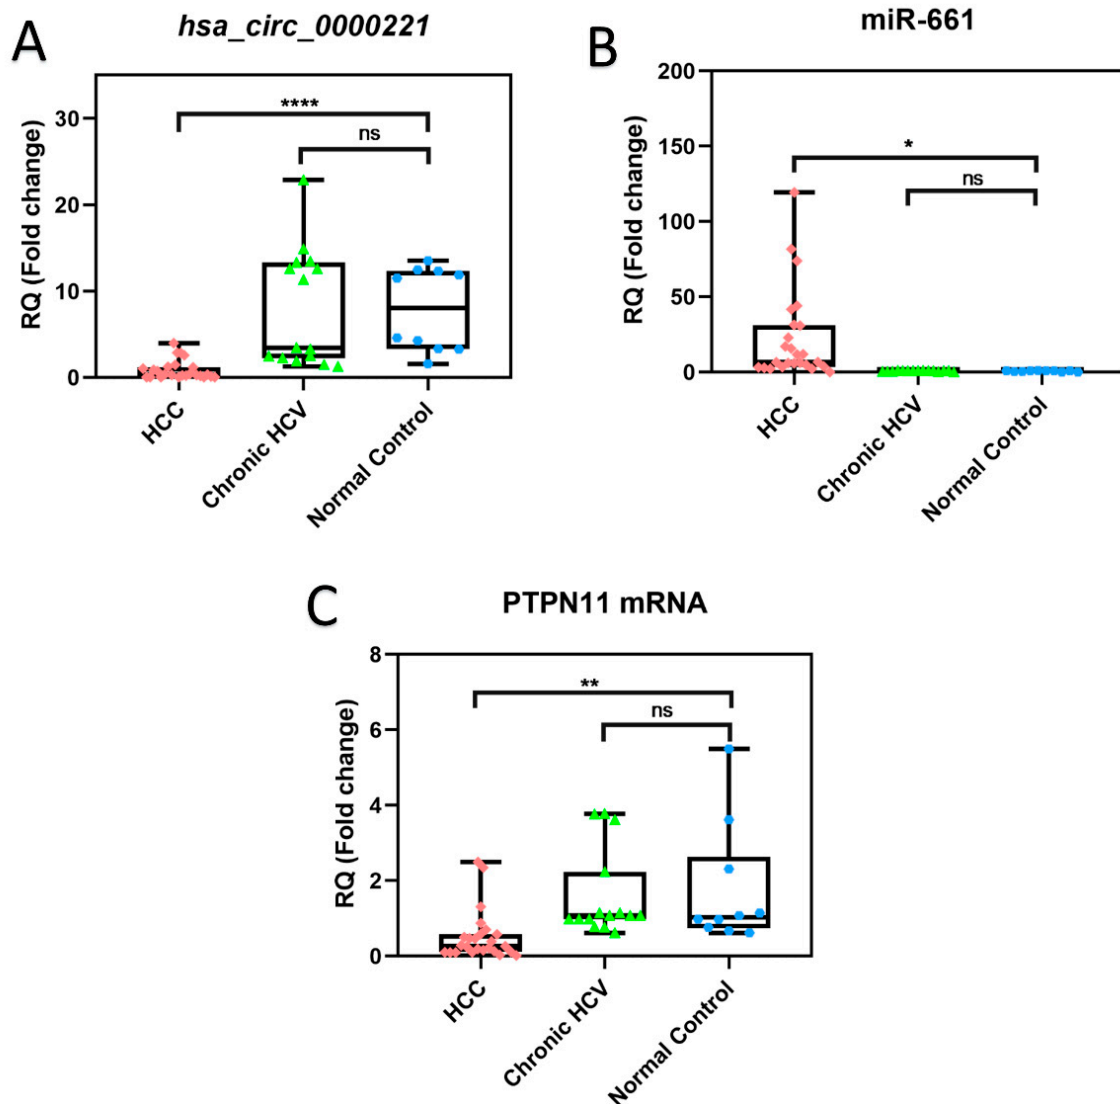 A
hsa_circ_0000221
RQ (Fold change)
30
20
10
0
****
ns
HCC
Chronic HCV
Normal Control
B
miR-661
RQ (Fold change)
200
150
100
50
0
*
ns
HCC
Chronic HCV
Normal Control
C
PTPN11 mRNA
RQ (Fold change)
8
6
4
2
0
**
ns
HCC
Chronic HCV
Normal Control